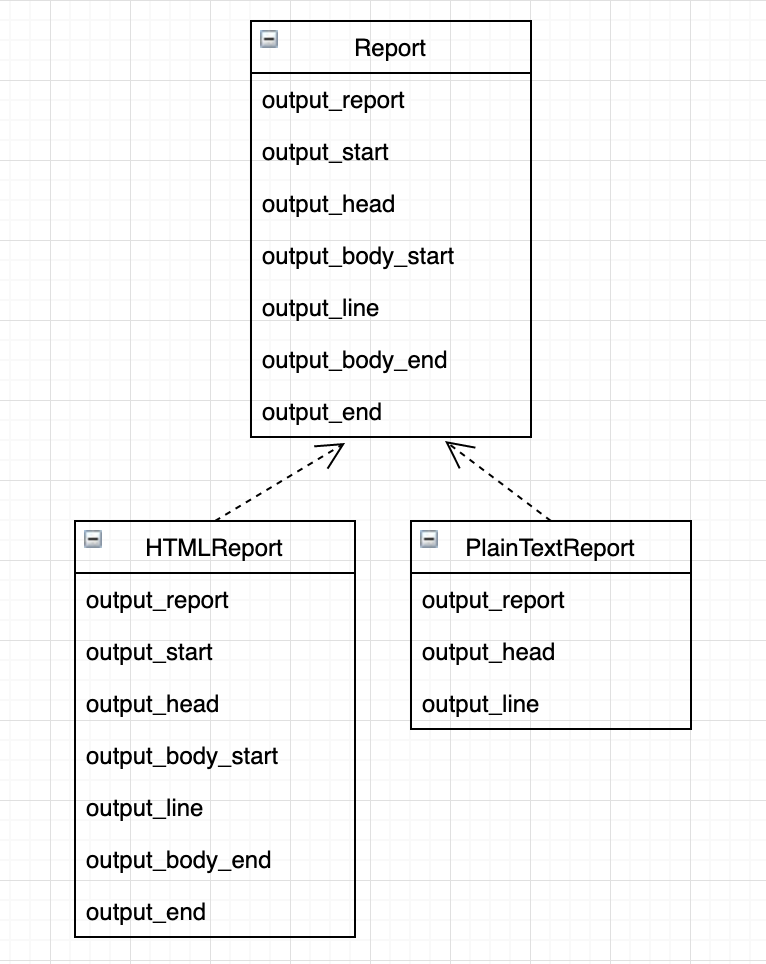 Report
output_report
output_start
output_head
output_body_start
output_line
output_body_end
output_end
HTMLReport
output_report
output_start
output_head
output_body_start
output_line
output_body_end
output_end
PlainTextReport
output_report
output_head
output_line